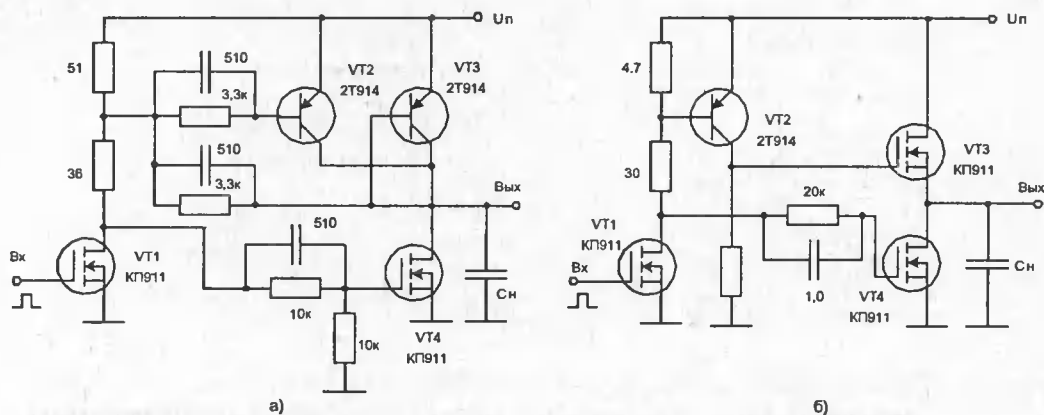 Uп
51
510
3,3к
VT2
2Т914
VT3
2Т914
36
510
3,3к
Вых
Вх
VT1
КП911
510
10к
10к
VT4
КП911
Сн
а)
Uп
4.7
VT2
2Т914
30
VT3
КП911
Вых
20к
VT1
КП911
Вх
1,0
VT4
КП911
Сн
б)